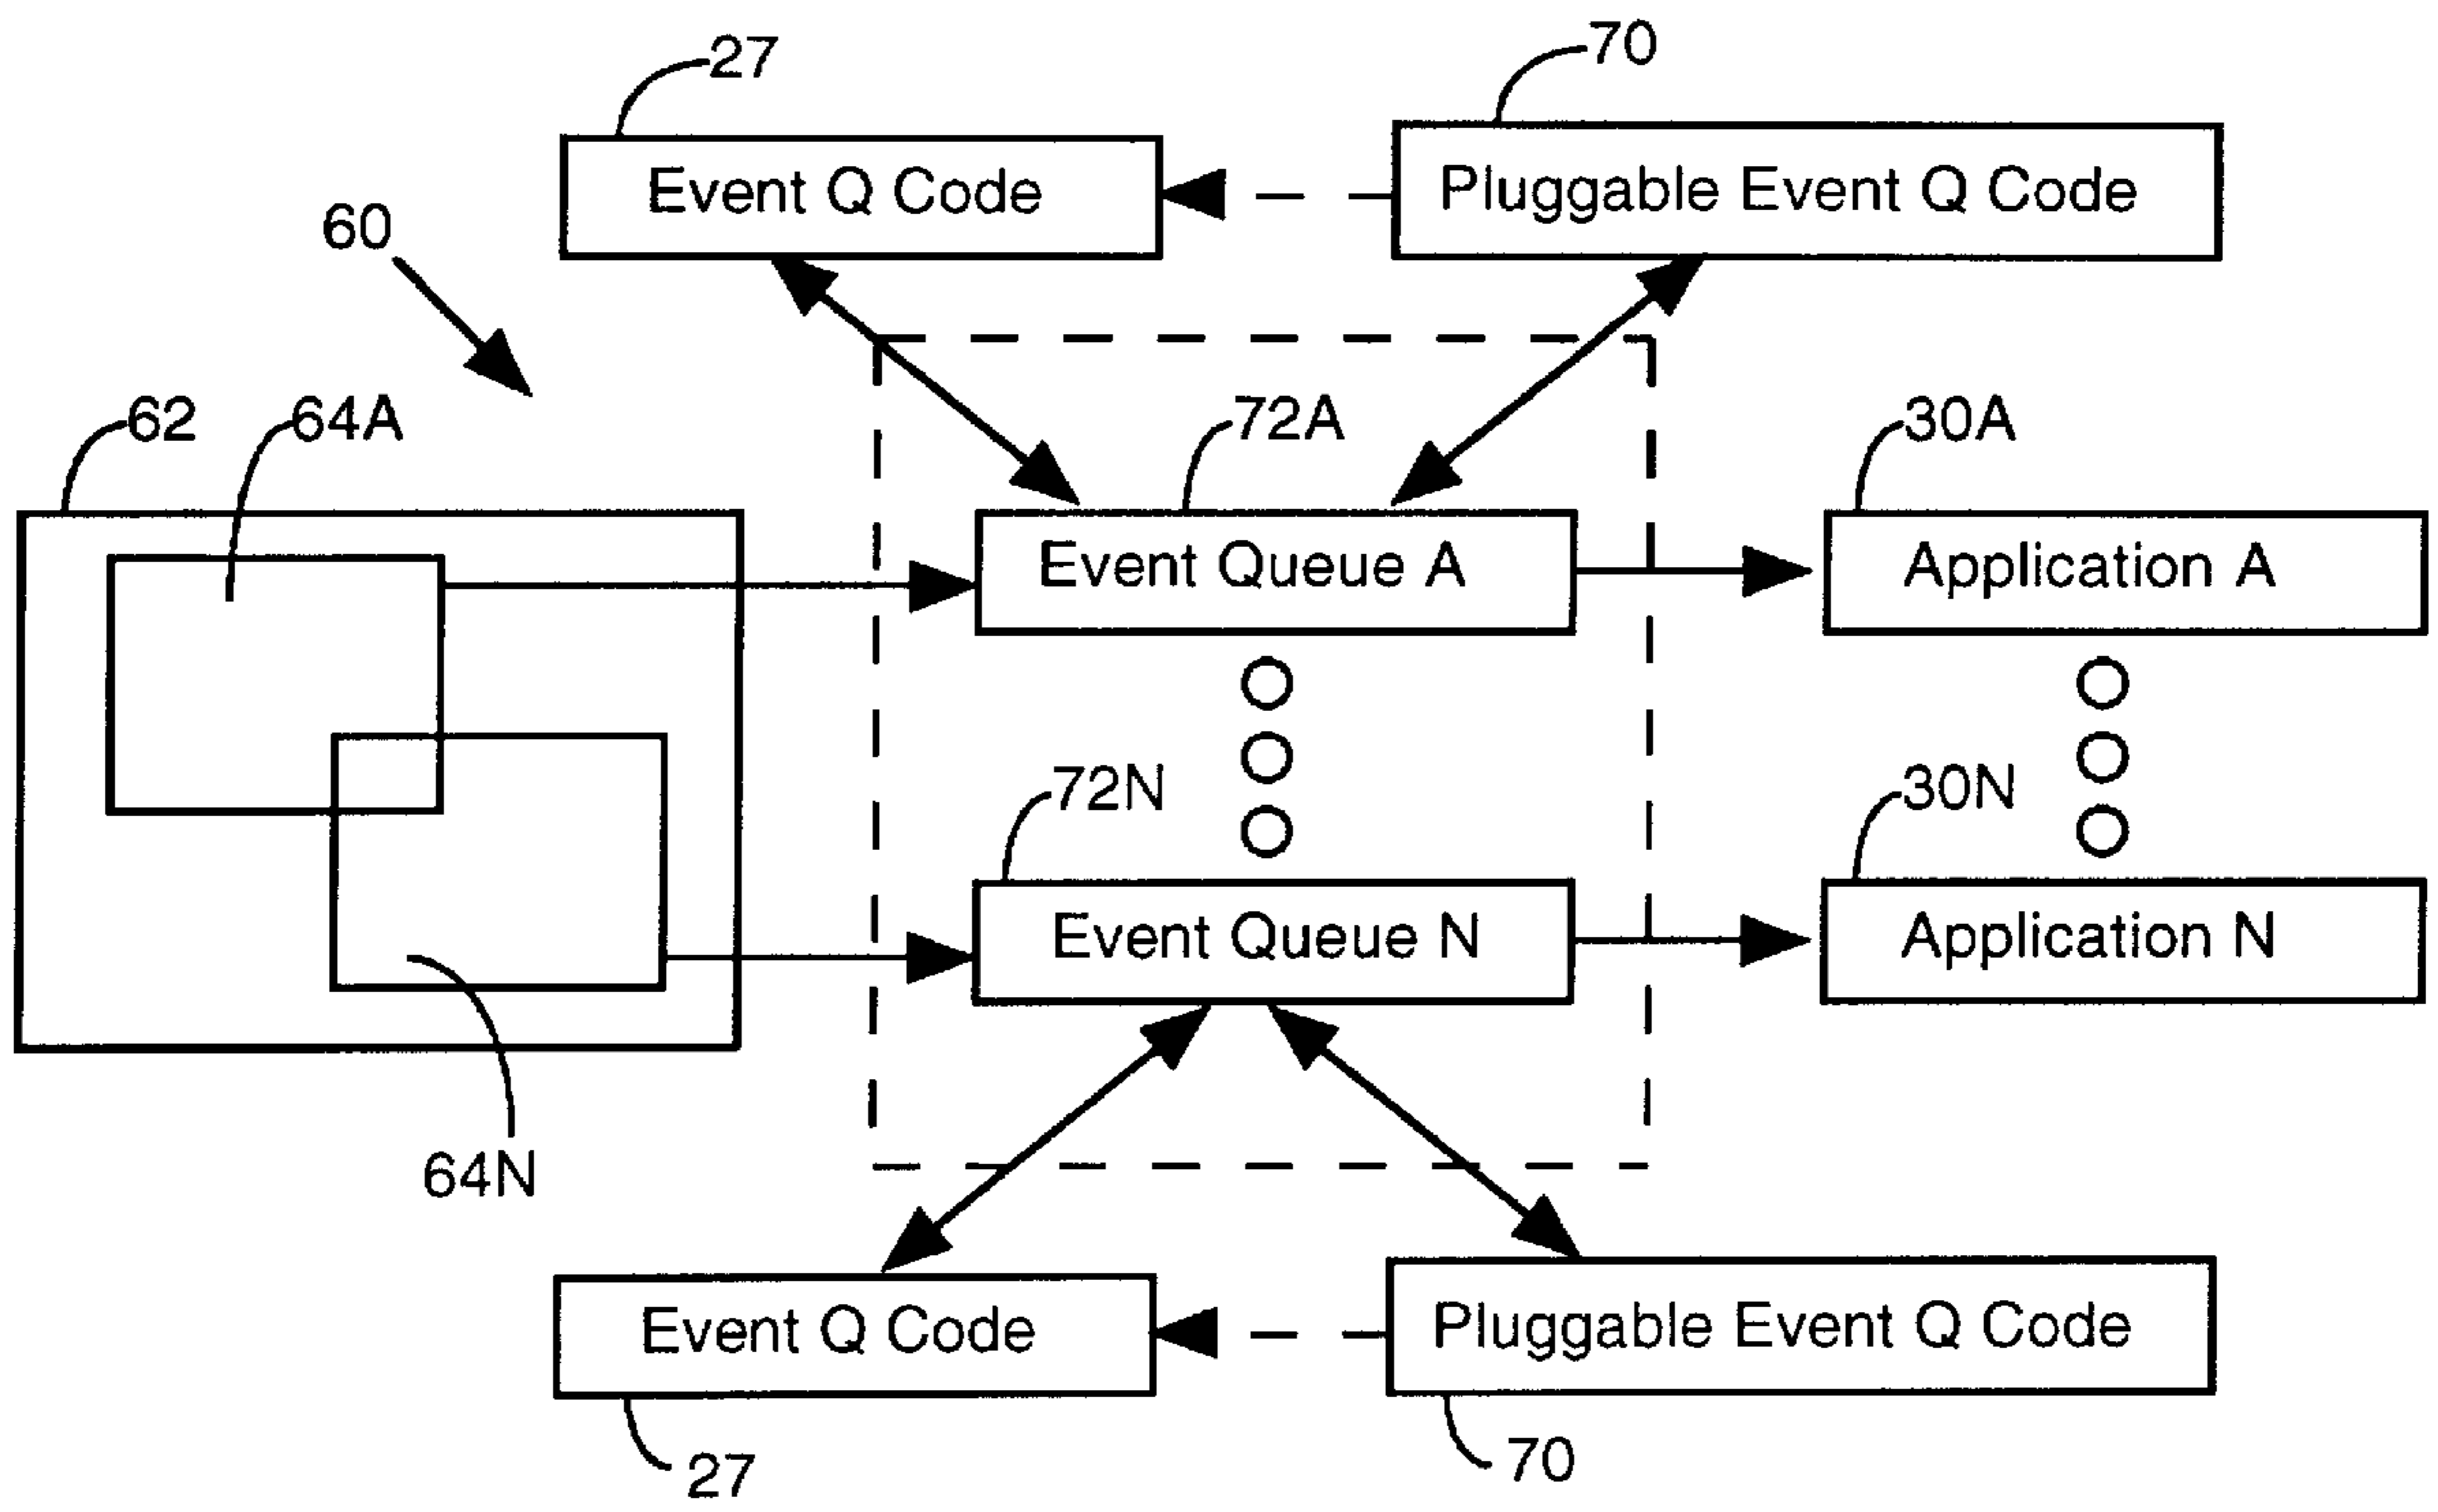 27
70
Event Q Code
Pluggable Event Q Code
60
62
64A
72A
30A
Event Queue A
Application A
72N
30N
Event Queue N
Application N
64N
Event Q Code
Pluggable Event Q Code
27
70